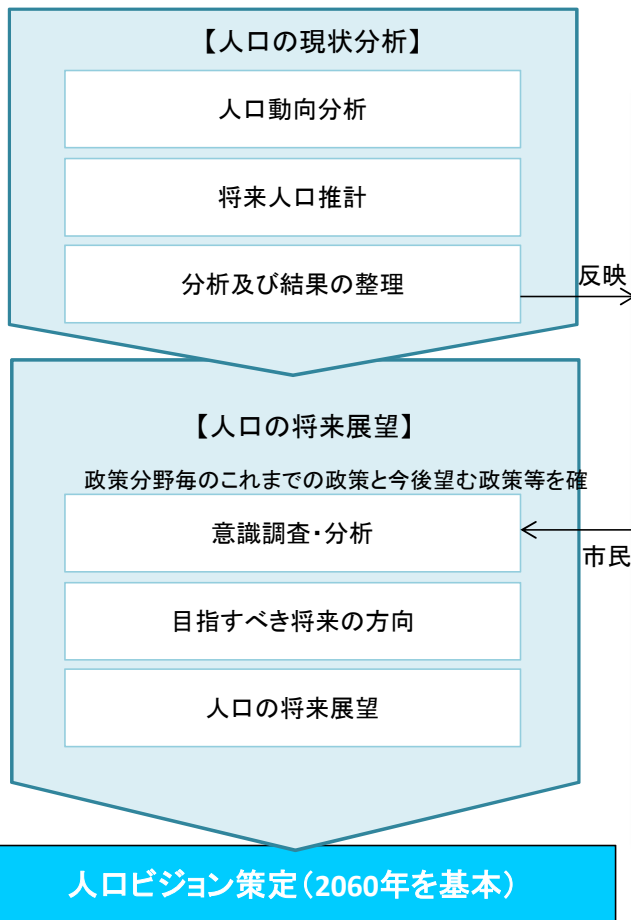 【人口の現状分析】
人口動向分析
将来人口推計
分析及び結果の整理
反映
【人口の将来展望】
政策分野毎のこれまでの政策と今後望む政策等を確
意識調査・分析
市民
目指すべき将来の方向
人口の将来展望
人口ビジョン策定（2060年を基本）